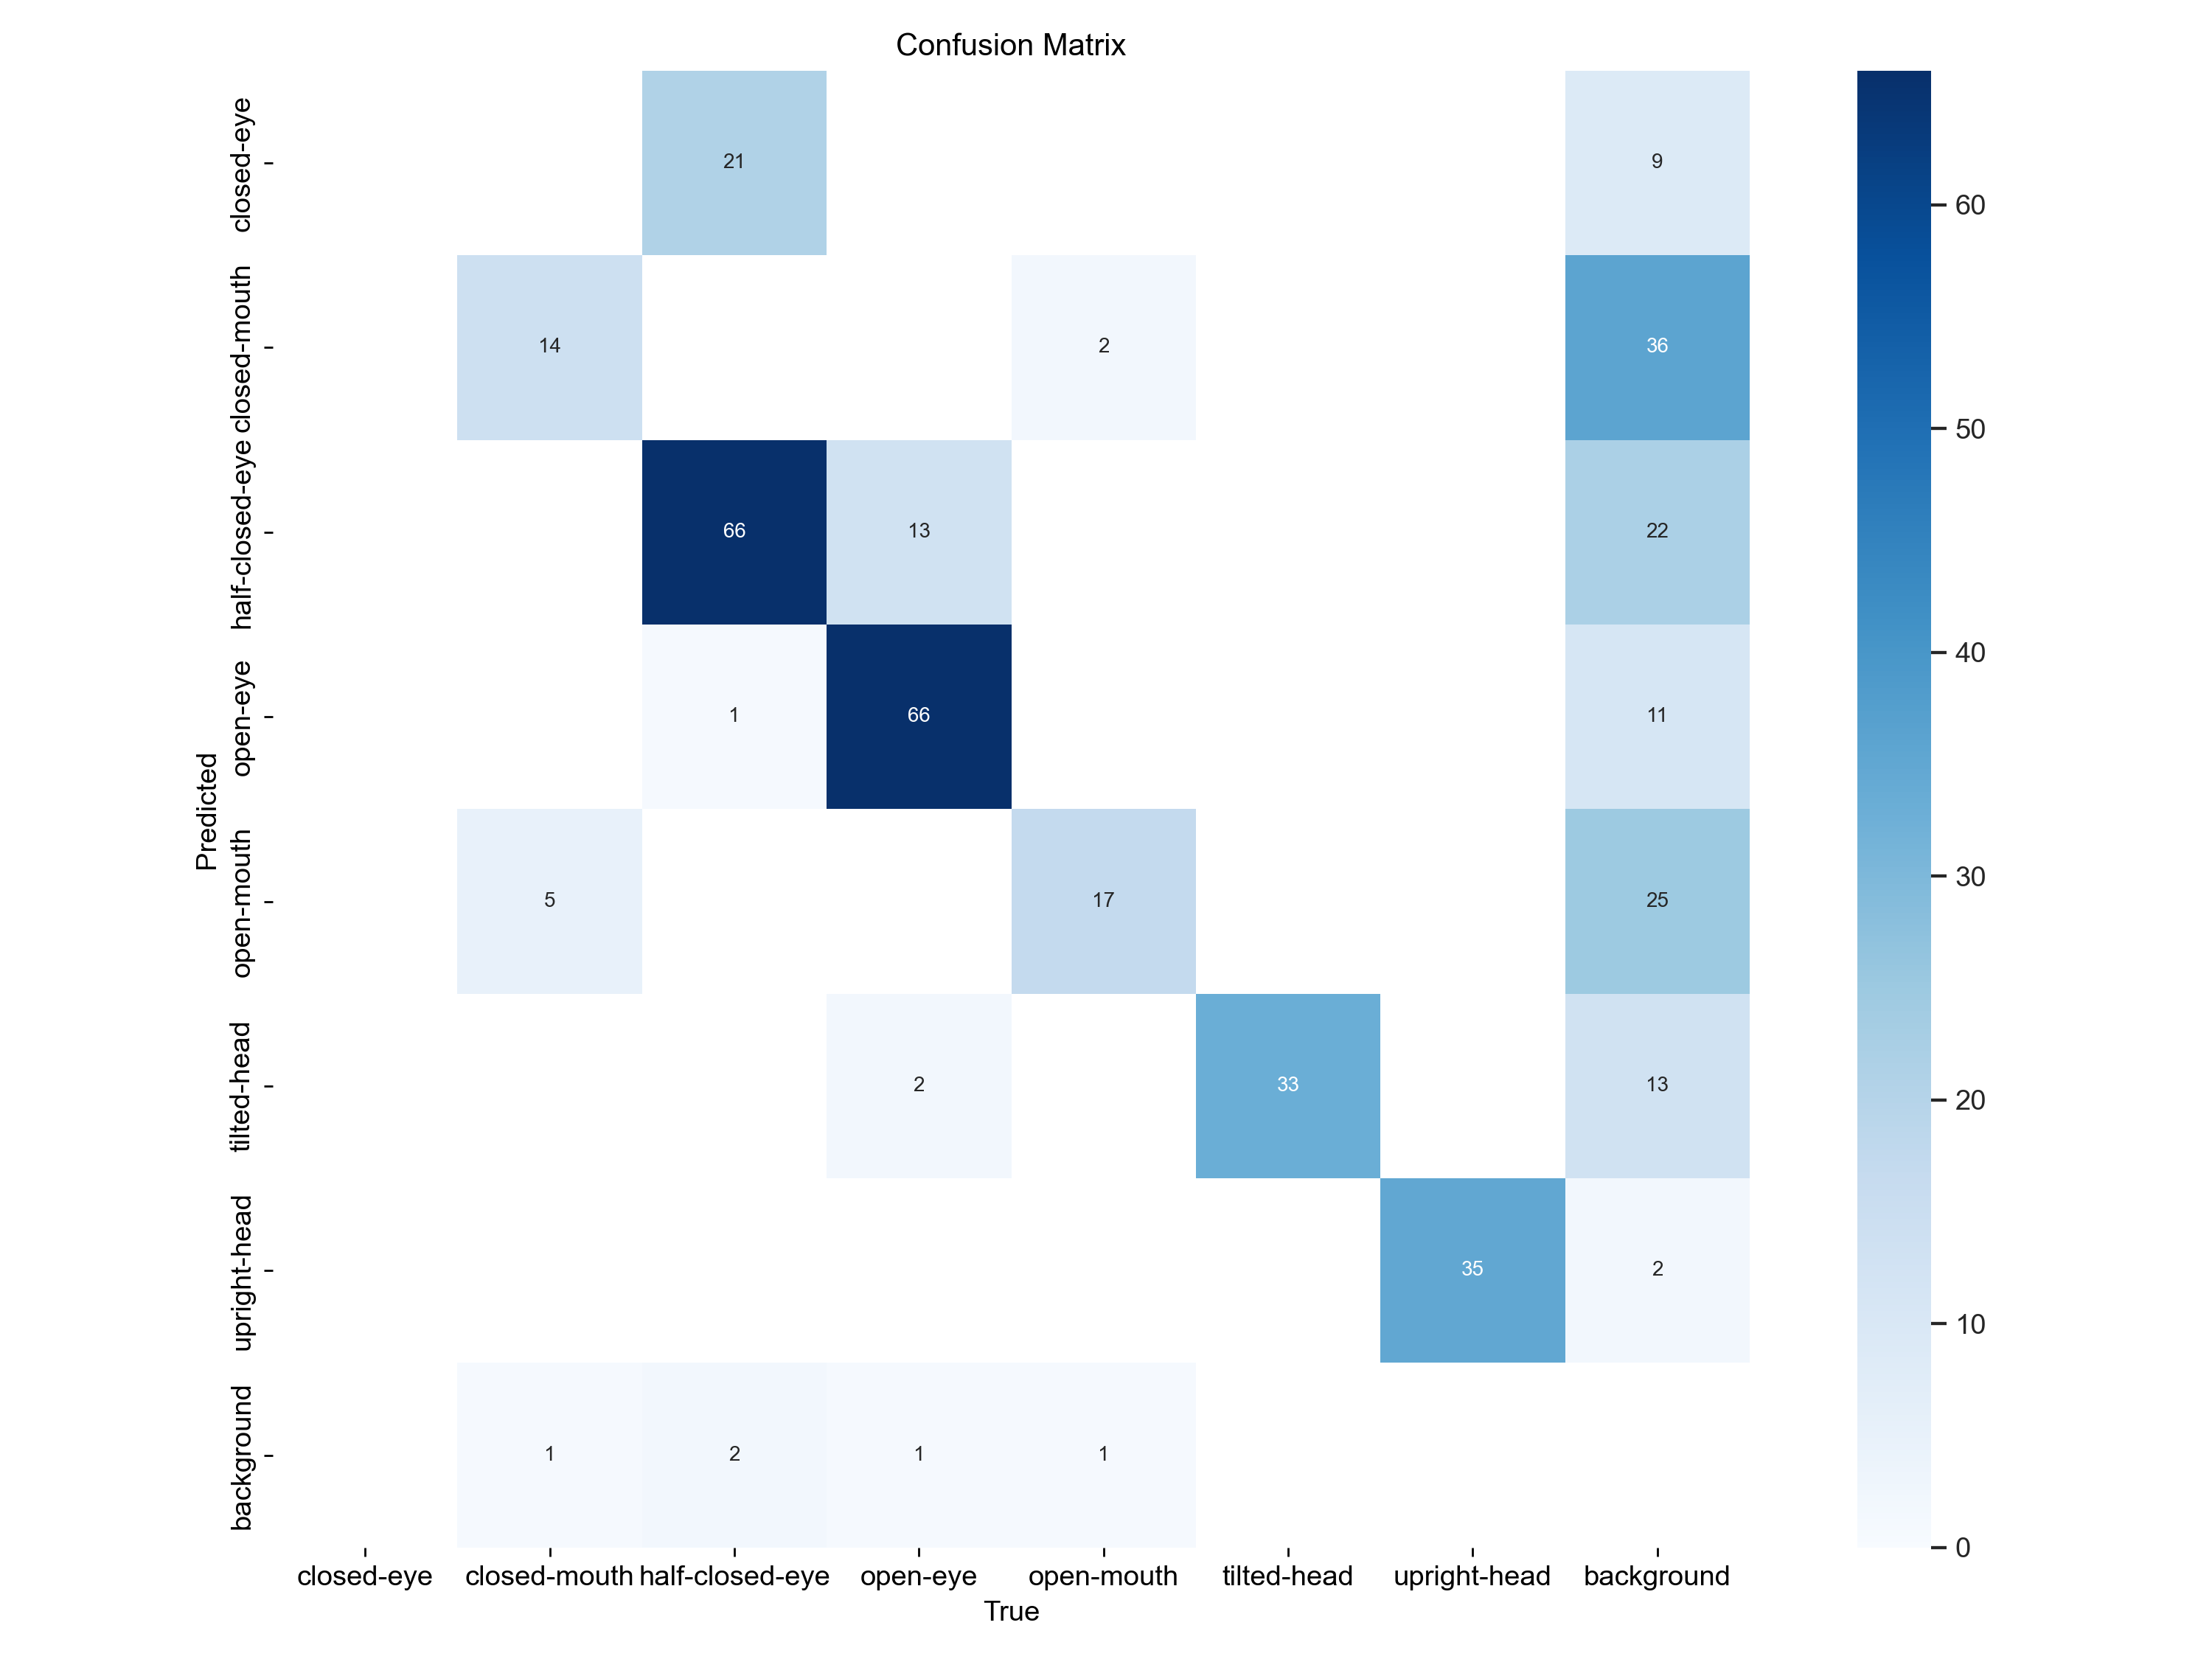 Confusion Matrix
closed-eye
21
9
60
closed-mouth
14
2
36
50
half-closed-eye
66
13
22
40
open-eye
1
66
11
Predicted
open-mouth
5
17
25
30
tilted-head
2
33
13
20
upright-head
35
2
10
background
1
2
1
1
0
closed-eye
closed-mouth
half-closed-eye
open-eye
open-mouth
tilted-head
upright-head
background
True